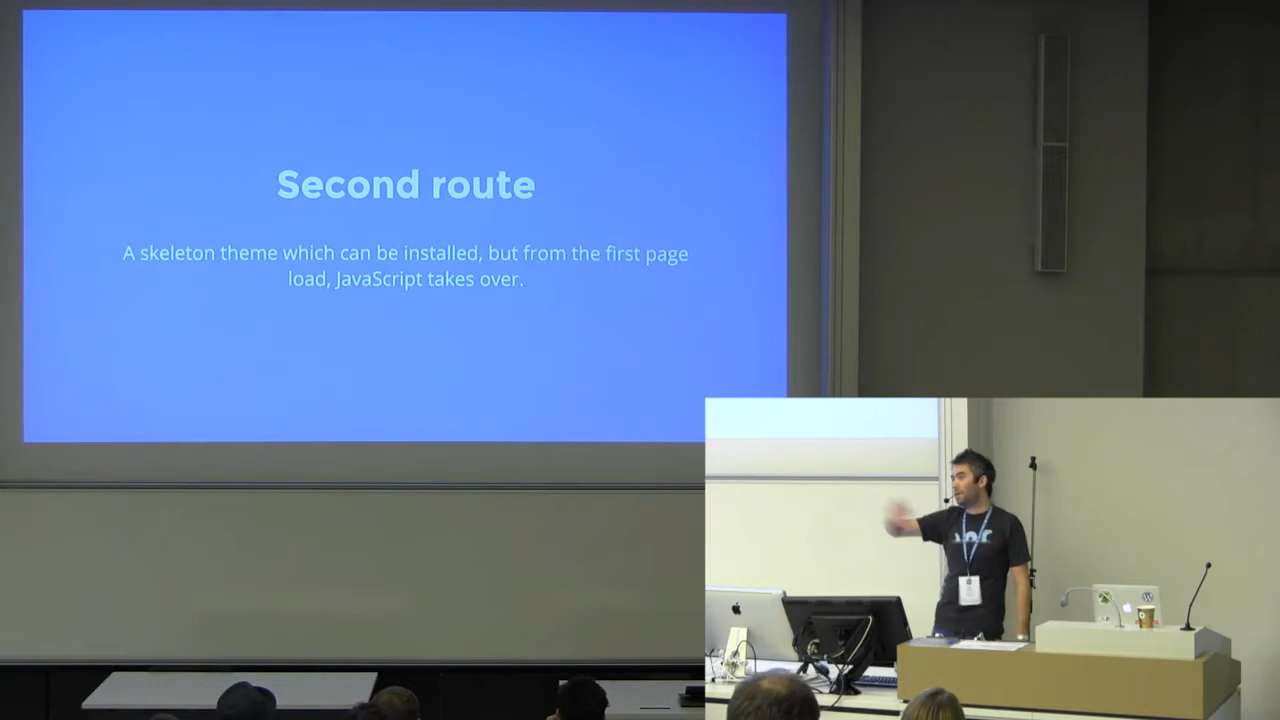 Second route
A skeleton theme which can be installed, but from the first page
load, JavaScript takes over.